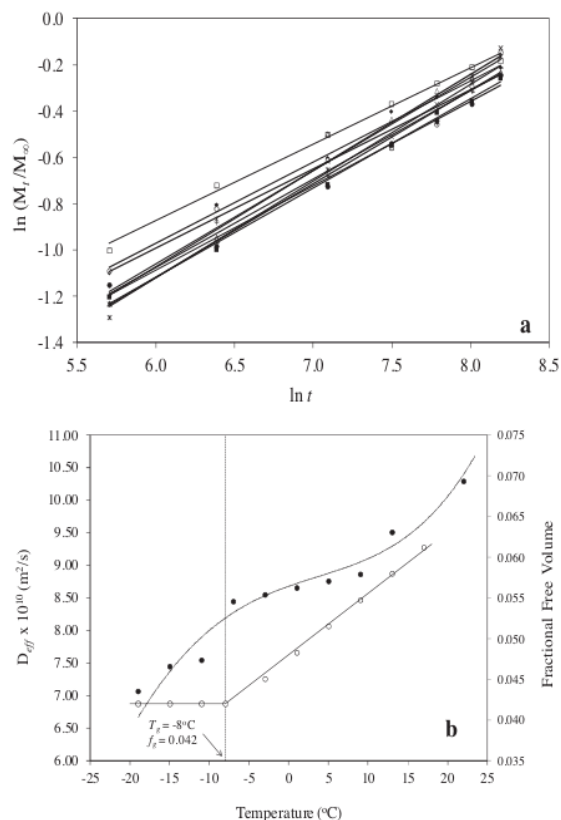 0.0
-0.2
-0.4
-0.6
-0.8
-1.0
-1.2
-1.4
ln (Mt/M∞)
5.5 6.0 6.5 7.0 7.5 8.0 8.5
ln t
a
11.00
10.50
10.00
9.50
9.00
8.50
8.00
7.50
7.00
6.50
6.00
Deff x 10^10 (m^2/s)
0.075
0.070
0.065
0.060
0.055
0.050
0.045
0.040
0.035
Fractional Free Volume
Tg = -8°C
fg = 0.042
b
-25 -20 -15 -10 -5 0 5 10 15 20 25
Temperature (°C)